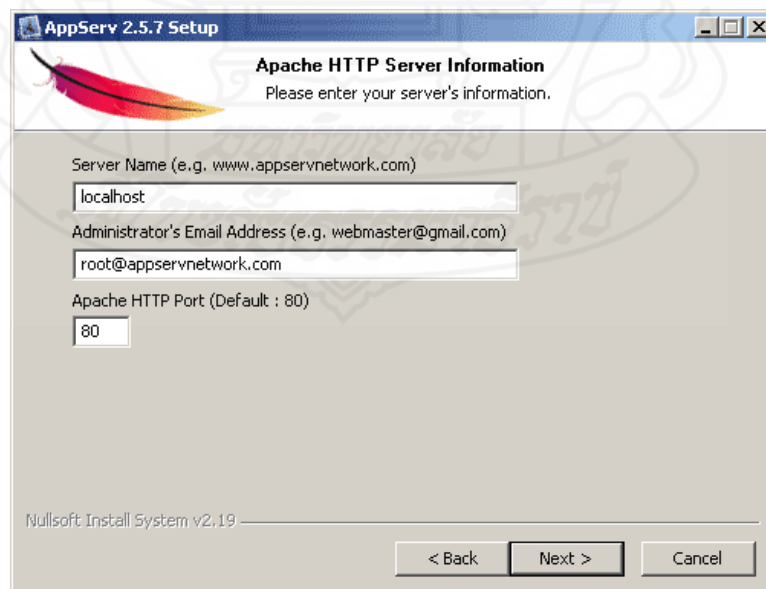 AppServ 2.5.7 Setup
Apache HTTP Server Information
Please enter your server's information.
Server Name (e.g. www.appservnetwork.com)
localhost
Administrator's Email Address (e.g. webmaster@gmail.com)
root@appservnetwork.com
Apache HTTP Port (Default : 80)
80
Nullsoft Install System v2.19
< Back Next > Cancel